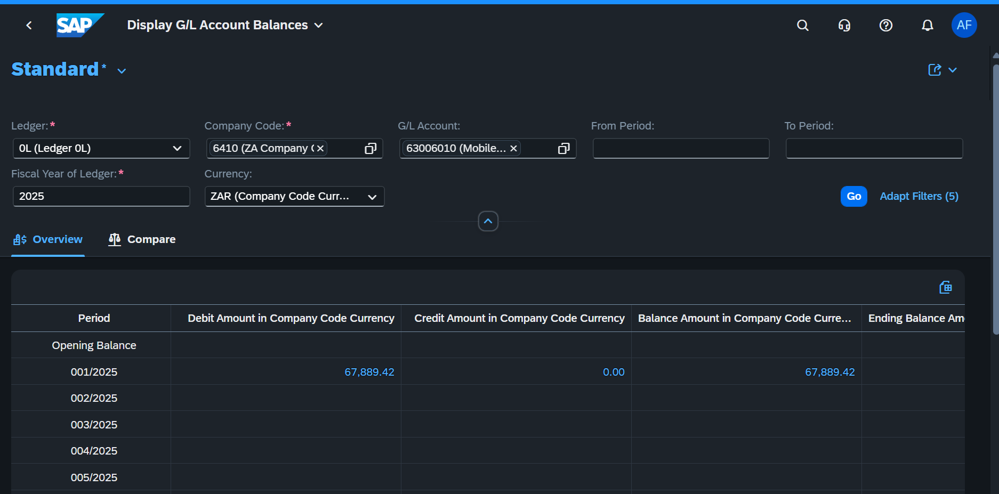 SAP Display G/L Account Balances AF
Standard *
Ledger:* Company Code:* G/L Account: From Period: To Period:
0L (Ledger 0L) 6410 (ZA Company ( 63006010 (Mobile...
Fiscal Year of Ledger:* Currency:
2025 ZAR (Company Code Curr... Go Adapt Filters (5)
Overview Compare
Period Debit Amount in Company Code Currency Credit Amount in Company Code Currency Balance Amount in Company Code Curre... Ending Balance Am
Opening Balance
001/2025 67,889.42 0.00 67,889.42
002/2025
003/2025
004/2025
005/2025